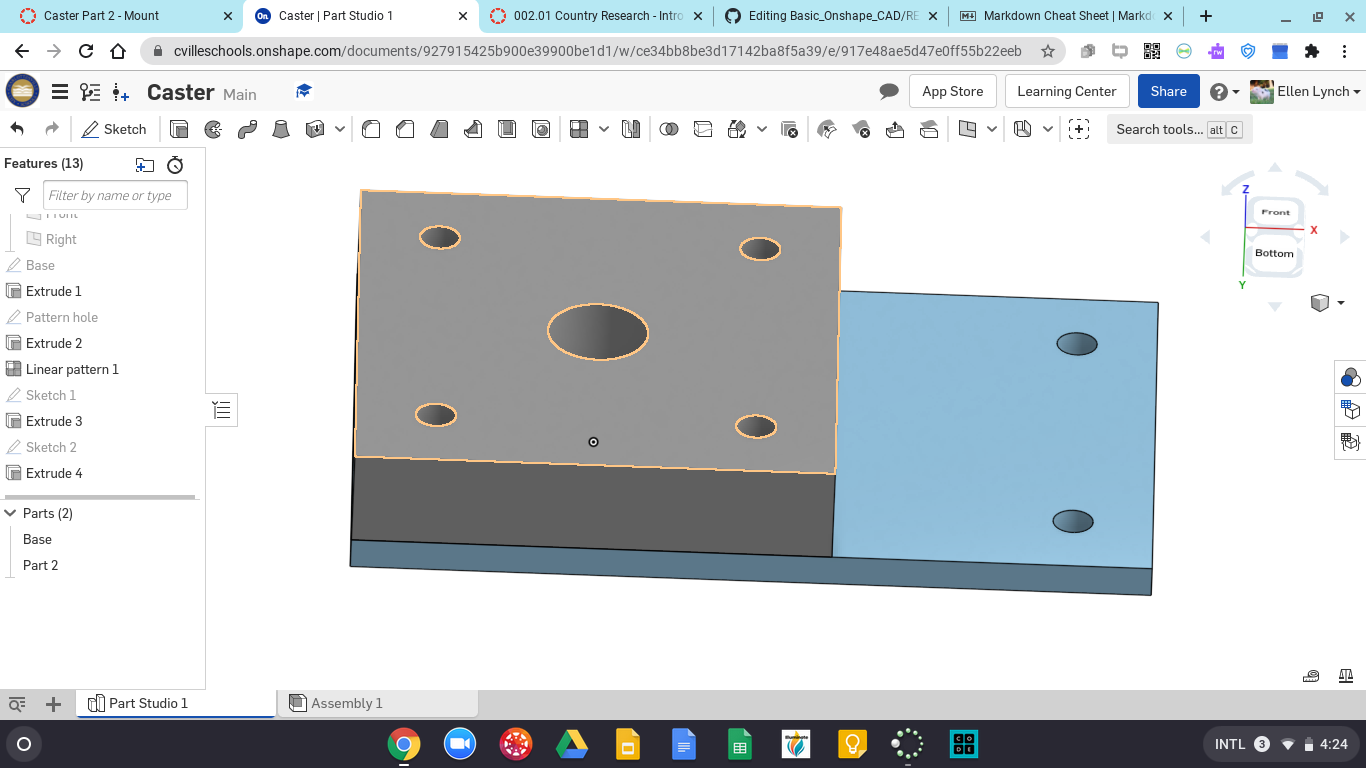 Caster Part 2 - Mount
Caster | Part Studio 1
002.01 Country Research - Intro
Editing Basic_Onshape_CAD/RE
Markdown Cheat Sheet | Markd
cvilleschools.onshape.com/documents/927915425b900e39900be1d1/w/ce34bb8be3d17142ba8f5a39/e/917e48ae5d47e0ff55b22eeb
Caster Main
App Store
Learning Center
Share
Ellen Lynch
Sketch
Search tools... alt C
Features (13)
Filter by name or type
Front
Right
Base
Extrude 1
Pattern hole
Extrude 2
Linear pattern 1
Sketch 1
Extrude 3
Sketch 2
Extrude 4
Parts (2)
Base
Part 2
Z
Front
X
Bottom
Y
Part Studio 1
Assembly 1
INTL 3 4:24